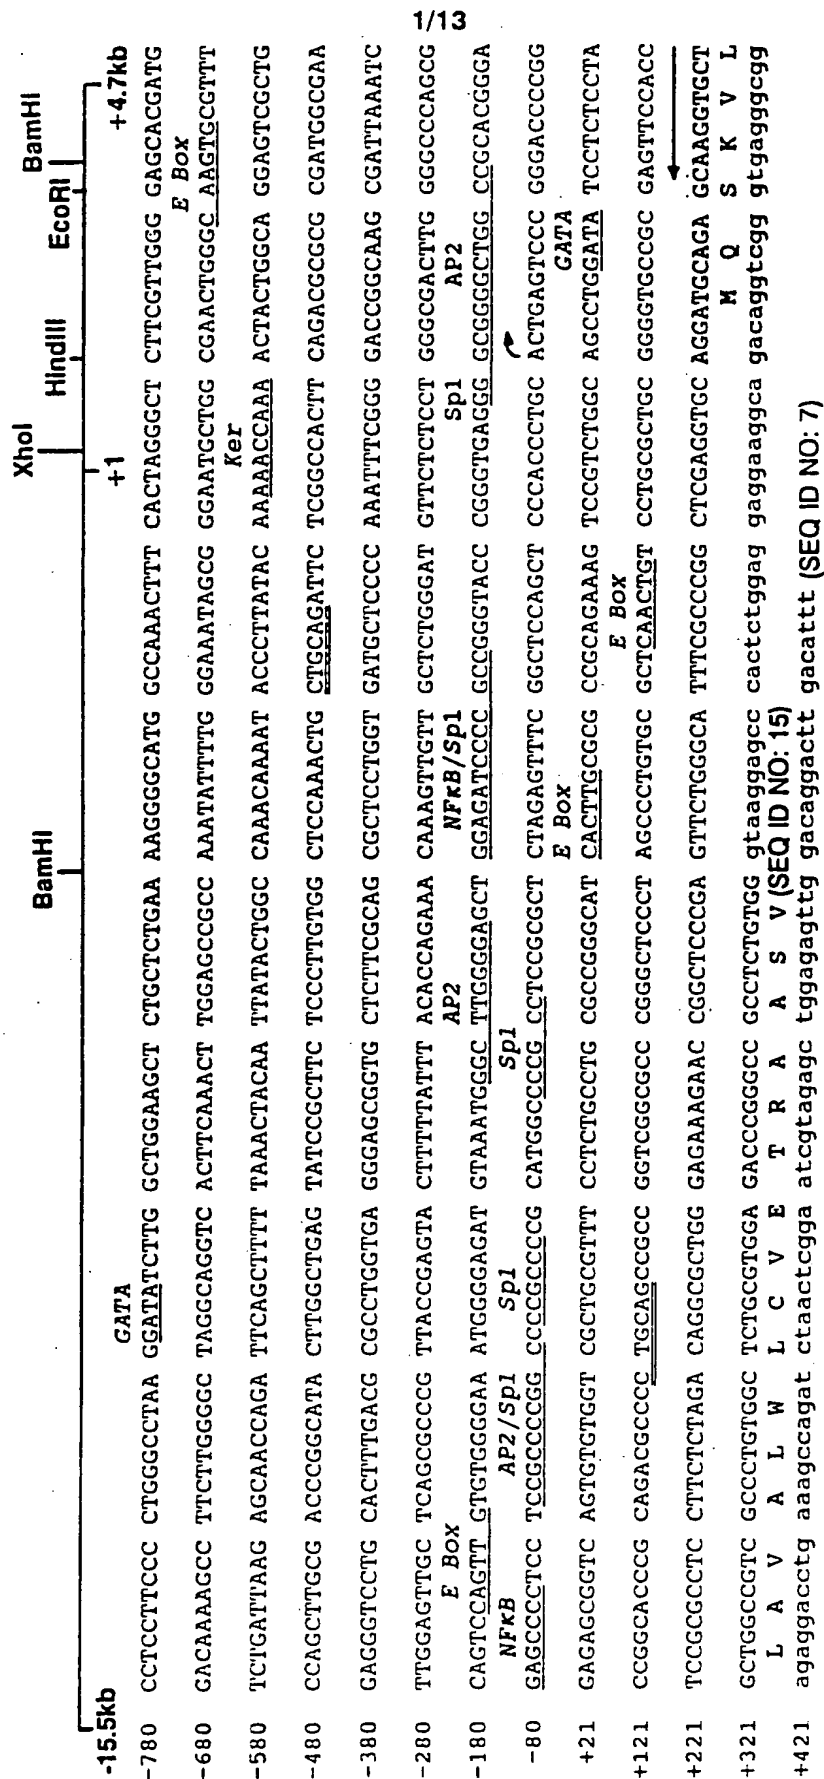 1/13
-15.5kb BamHI XhoI +1 HindIII EcoRI BamHI +4.7kb
GATA
-780 CCTCCTTCCC CTGGGCCTAA GGATATCTTG GCTGGAAGCT CTGCTCTGAA AAGGGGCATG GCCAAACTTT CACTAGGGCT CTTCGTTGGG GAGCACGATG
E Box
-680 GACAAAAGCC TTCTTGGGGC TAGGCAGGTC ACTTCAAACT TGGAGCCGCC AAATATTTTG GGAAATAGCG GGAATGCTGG CGAACTGGGC AAGTGCGTTT
Ker
-580 TCTGATTAAG AGCAACCAGA TTCAGCTTTT TAAACTACAA TTATACTGGC CAAACAAAAT ACCCTTATAC AAAAACCAAA ACTACTGGCA GGAGTCGCTG
-480 CCAGCTTGCG ACCCGGCATA CTTGGCTGAG TATCCGCTTC TCCCTTGTGG CTCCAAACTG CTGCAGATTC TCGGCCACTT CAGACGCGCG CGATGGCGAA
-380 GAGGGTCCTG CACTTTGACG CGCCTGGTGA GGGAGCGGTG CTCTTCGCAG CGCTCCTGGT GATGCTCCCC AAATTTCGGG GACCGGCAAG CGATTAAATC
-280 TTGGAGTTGC TCAGCGCCCG TTACCGAGTA CTTTTTATTT ACACCAGAAA CAAAGTTGTT GCTCTGGGAT GTTCTCTCCT GGGCGACTTG GGGCCCAGCG
E Box AP2 NFκB/Sp1 Sp1 AP2
-180 CAGTCCAGTT GTGTGGGGAA ATGGGGAGAT GTAAATGGGC TTGGGGAGCT GGAGATCCCC GCCGGGTACC CGGGTGAGGG GCGGGGCTGG CCGCACGGGA
NFκB AP2/Sp1 Sp1 Sp1
-80 GAGCCCCTCC TCCGCCCCGG CCCCGCCCCG CATGGCCCCG CCTCCGCGCT CTAGAGTTTC GGCTCCAGCT CCCACCCTGC ACTGAGTCCC GGGACCCCGG
E Box GATA
+21 GAGAGCGGTC AGTGTGTGGT CGCTGCGTTT CCTCTGCCTG CGCCGGGCAT CACTTGCGCG CCGCAGAAAG TCCGTCTGGC AGCCTGGATA TCCTCTCCTA
E Box
+121 CCGGCACCCG CAGACGCCCC TGCAGCCGCC GGTCGGCGCC CGGGCTCCCT AGCCCTGTGC GCTCAACTGT CCTGCGCTGC GGGGTGCCGC GAGTTCCACC
+221 TCCGCGCCTC CTTCTCTAGA CAGGCGCTGG GAGAAAGAAC CGGCTCCCGA GTTCTGGGCA TTTCGCCCGG CTCGAGGTGC AGGATGCAGA GCAAGGTGCT
M Q S K V L
+321 GCTGGCCGTC GCCCTGTGGC TCTGCGTGGA GACCCGGGCC GCCTCTGTGG gtaaggagcc cactctggag gaggaaggca gacaggtcgg gtgagggcgg
L A V A L W L C V E T R A A S V (SEQ ID NO: 15)
+421 agaggacctg aaagccagat ctaactcgga atcgtagagc tggagagttg gacaggactt gacattt (SEQ ID NO: 7)